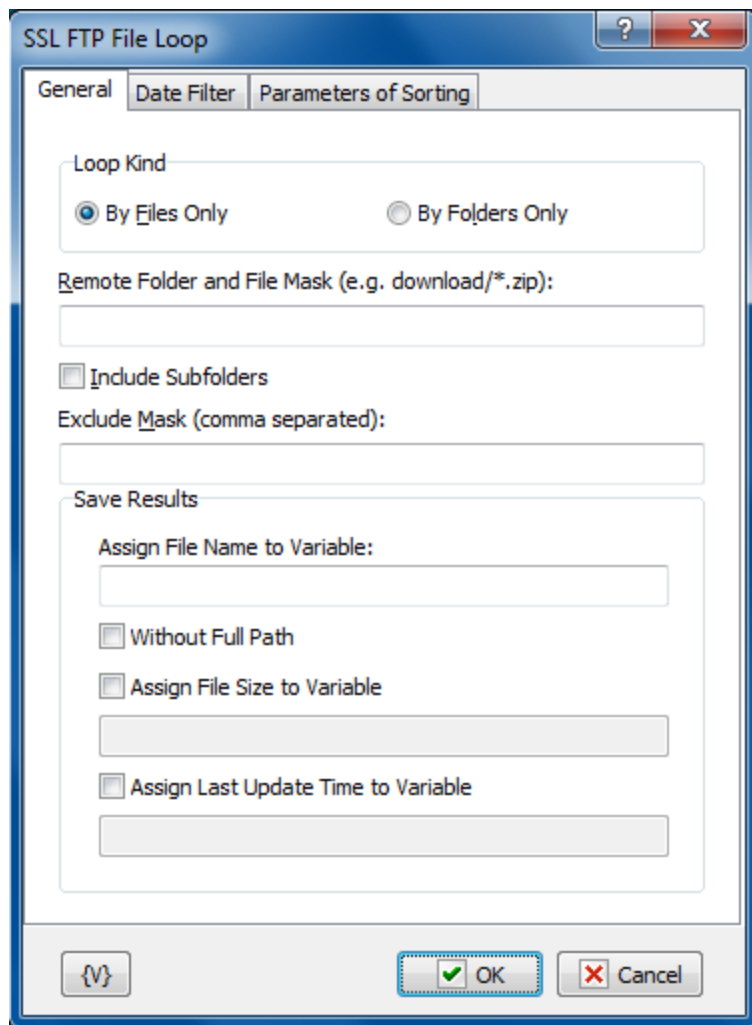 SSL FTP File Loop
?
X
General Date Filter Parameters of Sorting
Loop Kind
By Files Only By Folders Only
Remote Folder and File Mask (e.g. download/*.zip):
Include Subfolders
Exclude Mask (comma separated):
Save Results
Assign File Name to Variable:
Without Full Path
Assign File Size to Variable
Assign Last Update Time to Variable
{V} OK Cancel